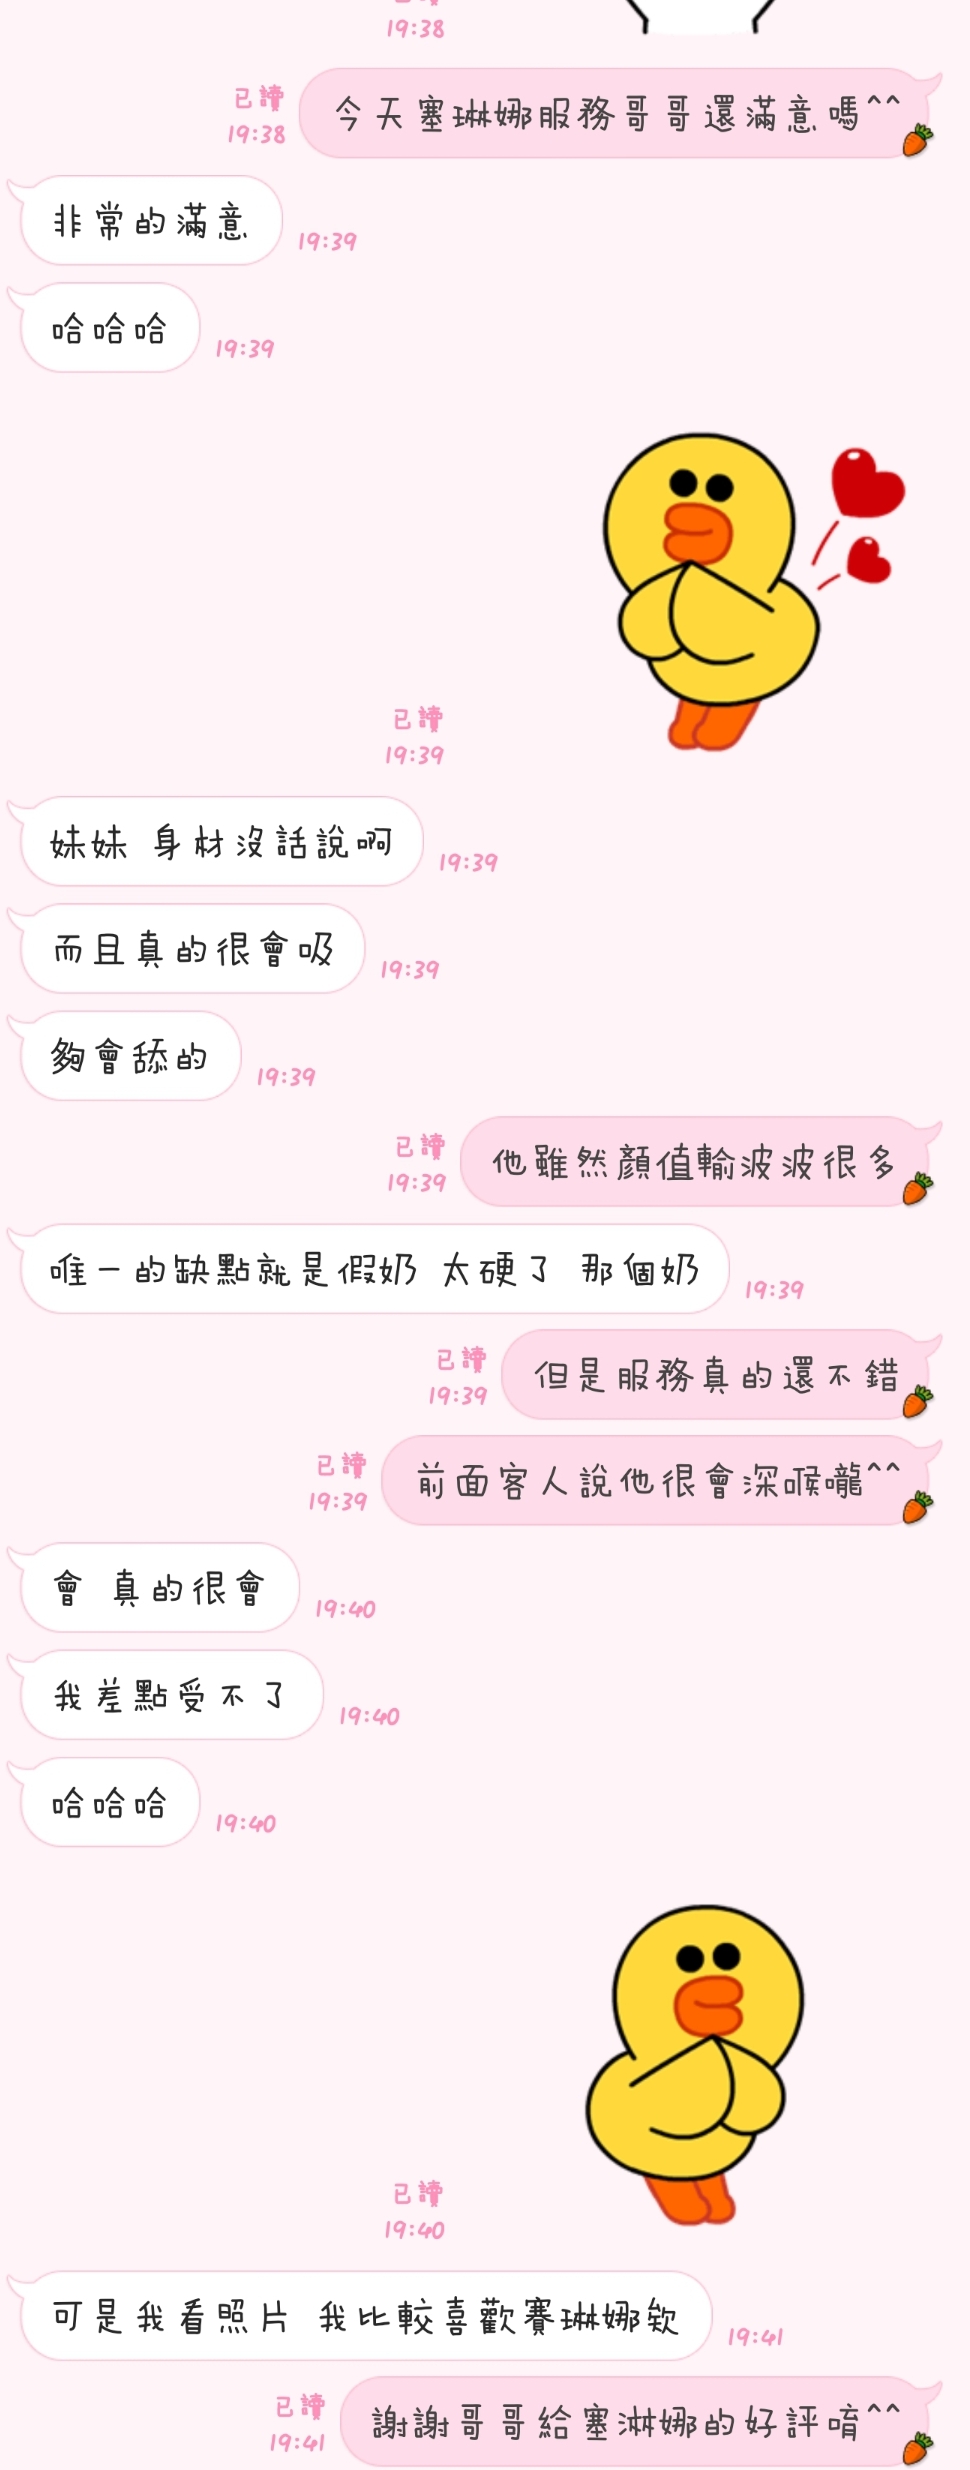 19:38
已讀
19:38
今天塞琳娜服務哥哥還滿意嗎^^
非常的滿意
19:39
哈哈哈
19:39
已讀
19:39
妹妹 身材沒話說啊
19:39
而且真的很會吸
19:39
夠會舔的
19:39
已讀
19:39
他雖然顏值輸波波很多
唯一的缺點就是假奶 太硬了 那個奶
19:39
已讀
19:39
但是服務真的還不錯
已讀
19:39
前面客人說他很會深喉嚨^^
會 真的很會
19:40
我差點受不了
19:40
哈哈哈
19:40
已讀
19:40
可是我看照片 我比較喜歡賽琳娜欸
19:41
已讀
19:41
謝謝哥哥給塞淋娜的好評唷^^